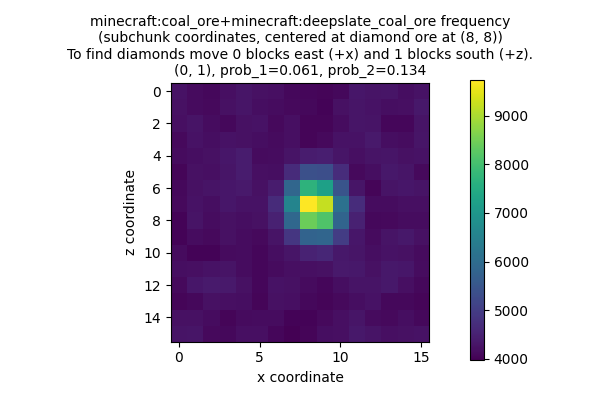 minecraft:coal_ore+minecraft:deepslate_coal_ore frequency
(subchunk coordinates, centered at diamond ore at (8, 8))
To find diamonds move 0 blocks east (+x) and 1 blocks south (+z).
(0, 1), prob_1=0.061, prob_2=0.134
z coordinate
0
2
4
6
8
10
12
14
0 5 10 15
x coordinate
9000
8000
7000
6000
5000
4000